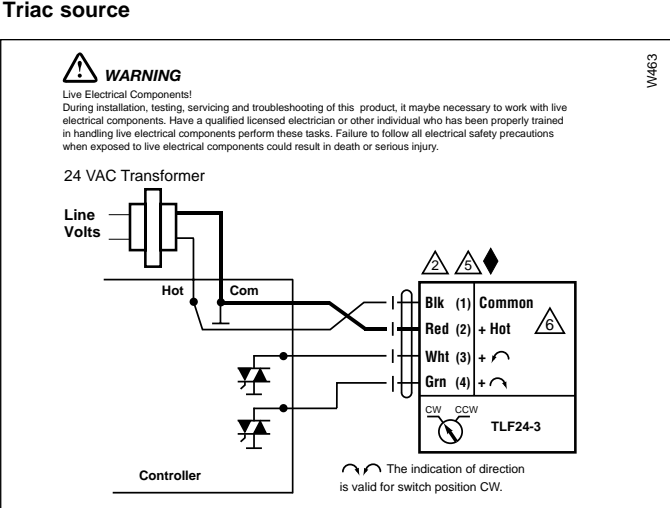 Triac source
W463
WARNING
Live Electrical Components!
During installation, testing, servicing and troubleshooting of this product, it maybe necessary to work with live
electrical components. Have a qualified licensed electrician or other individual who has been properly trained
in handling live electrical components perform these tasks. Failure to follow all electrical safety precautions
when exposed to live electrical components could result in death or serious injury.
24 VAC Transformer
Line
Volts
2 5
Hot Com
Blk (1) Common
Red (2) + Hot 6
Wht (3) +
Grn (4) +
CW CCW
TLF24-3
Controller
The indication of direction
is valid for switch position CW.